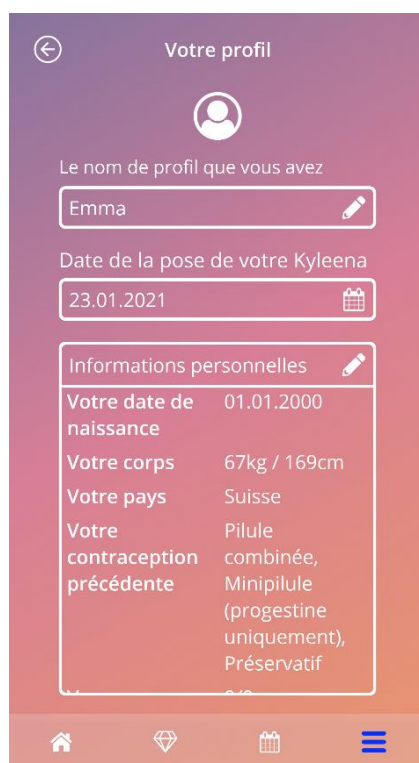 Votre profil
Le nom de profil que vous avez
Emma
Date de la pose de votre Kyleena
23.01.2021
Informations personnelles
Votre date de 01.01.2000
naissance
Votre corps 67kg / 169cm
Votre pays Suisse
Votre Pilule
contraception combinée,
précédente Minipilule
(progestine
uniquement),
Préservatif